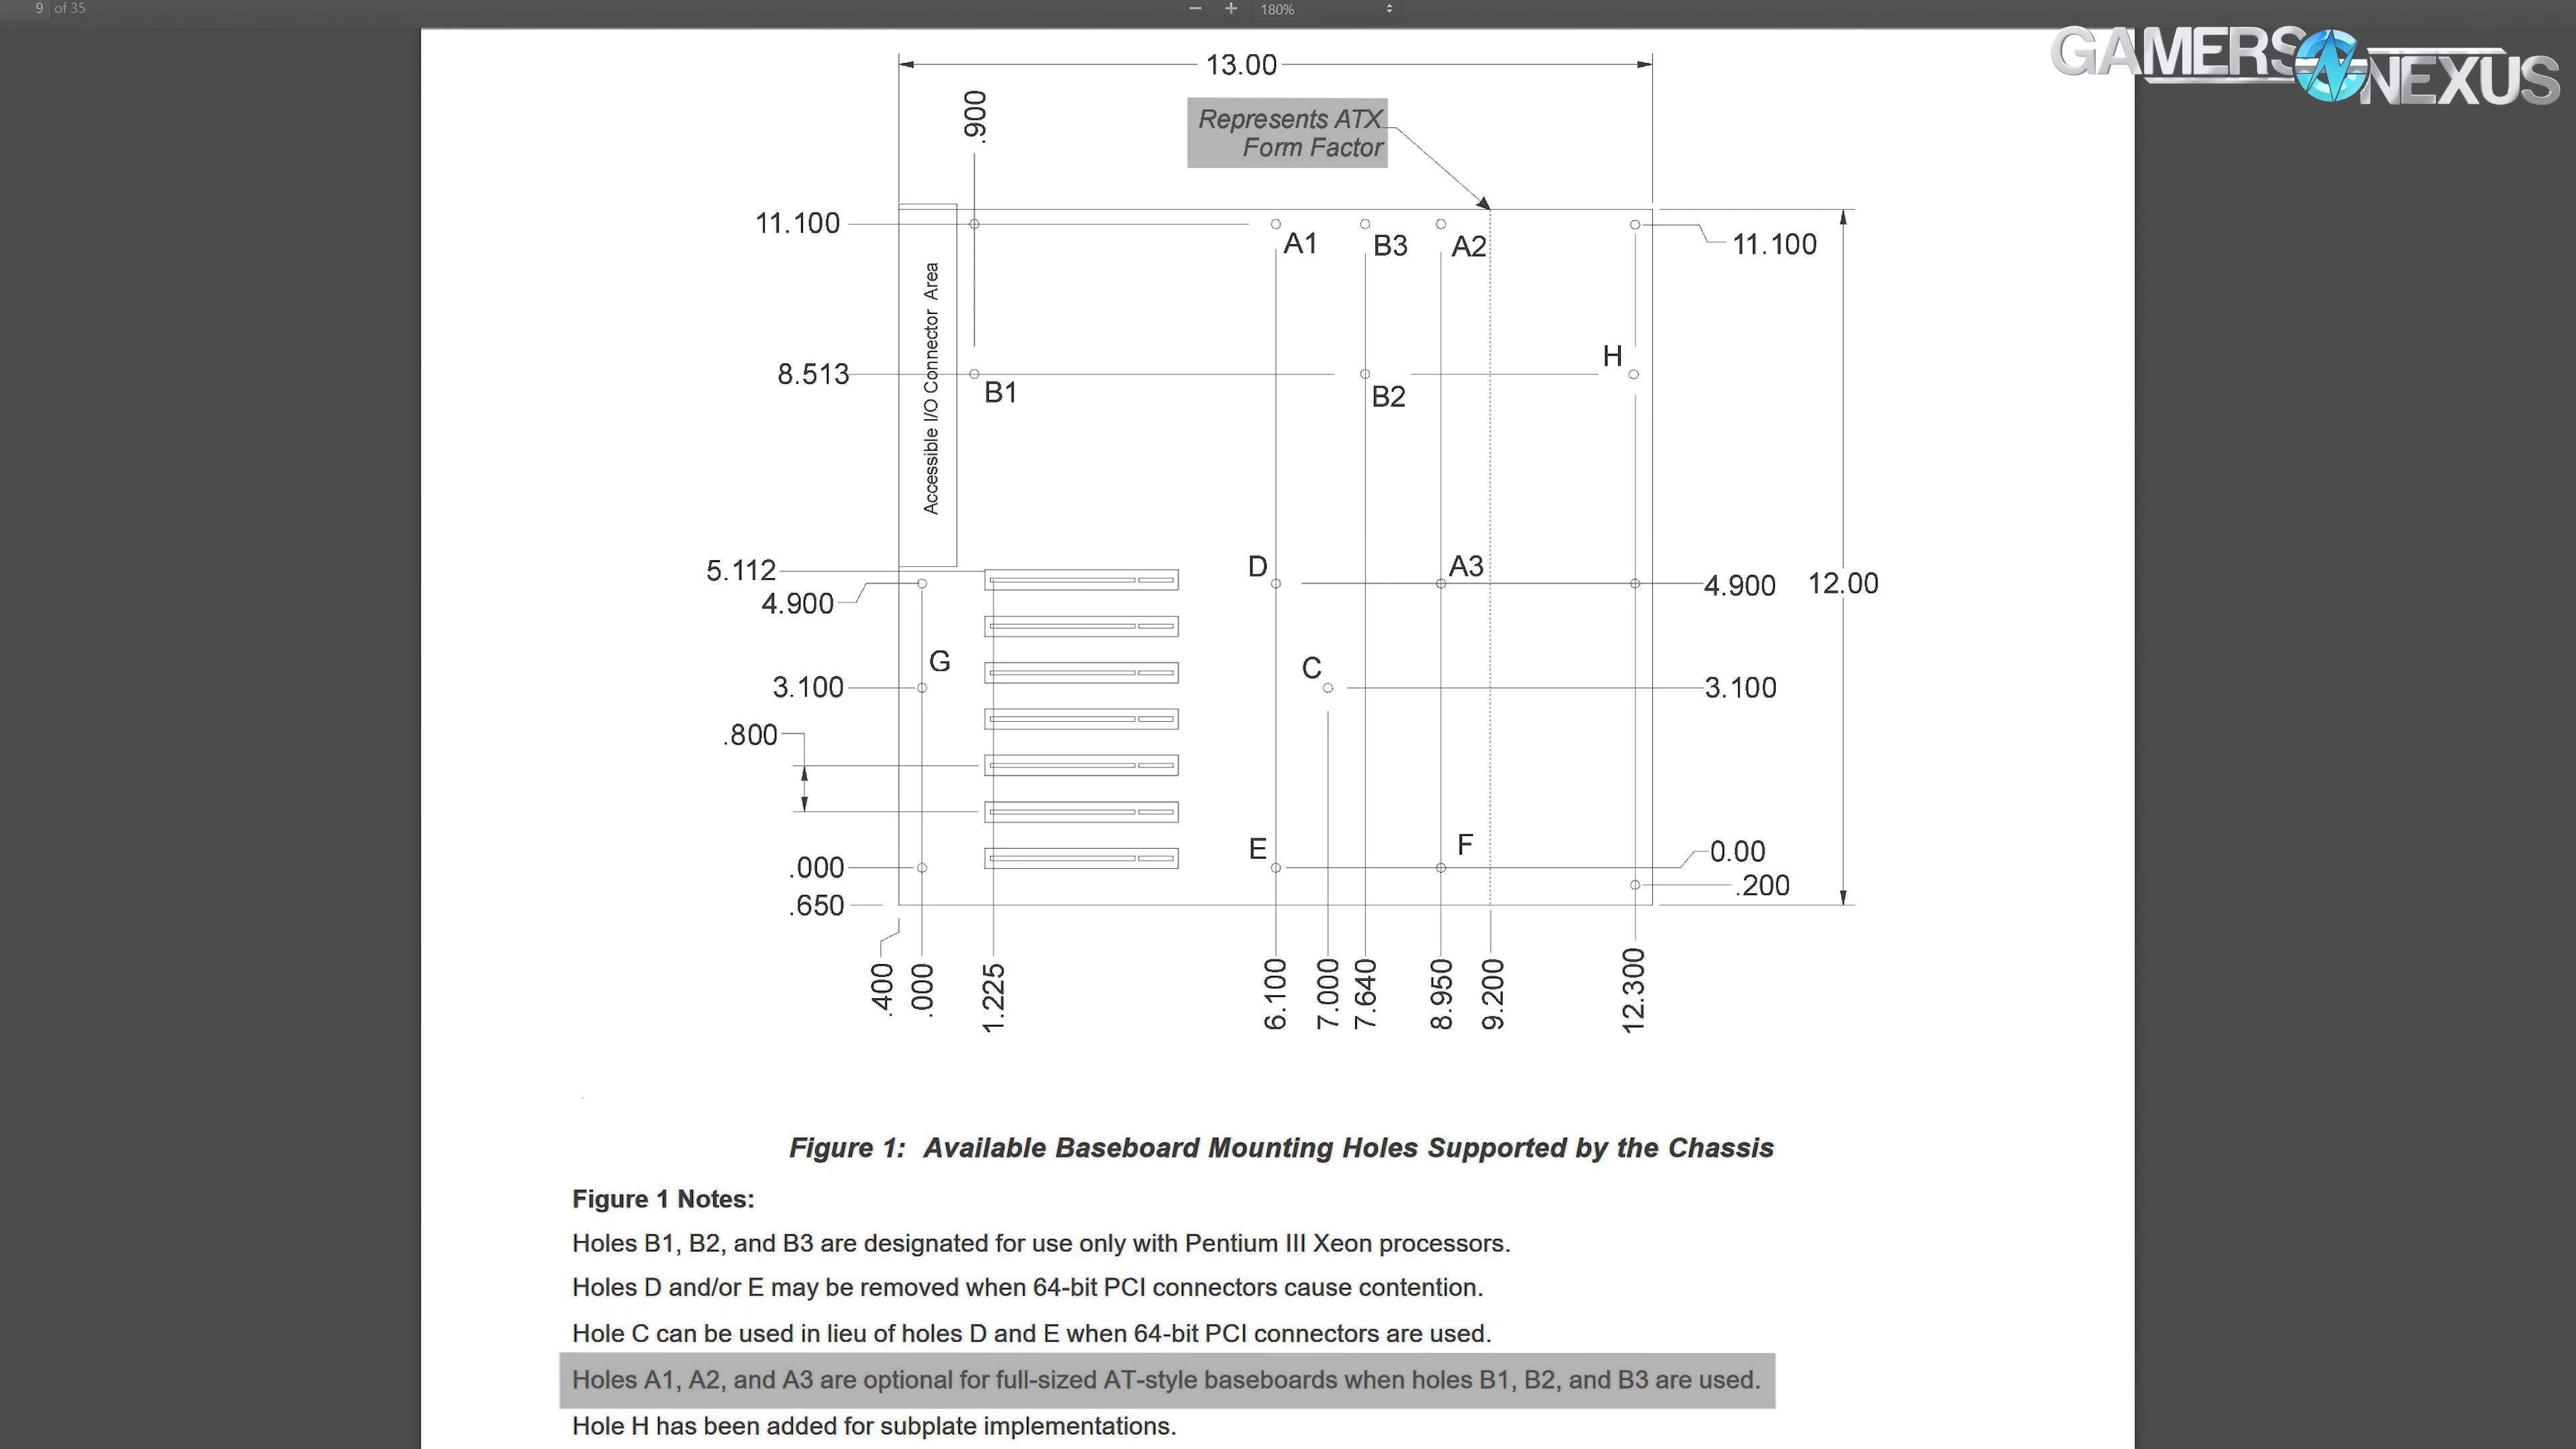 9 of 35
180%
GAMERS NEXUS
13.00
.900
Represents ATX
Form Factor
11.100
A1
B3
A2
11.100
Accessible I/O Connector Area
H
8.513
B1
B2
5.112
D
A3
4.900
4.900
12.00
G
C
3.100
3.100
.800
E
F
0.00
.000
.200
.650
.400
.000
1.225
6.100
7.000
7.640
8.950
9.200
12.300
Figure 1: Available Baseboard Mounting Holes Supported by the Chassis
Figure 1 Notes:
Holes B1, B2, and B3 are designated for use only with Pentium III Xeon processors.
Holes D and/or E may be removed when 64-bit PCI connectors cause contention.
Hole C can be used in lieu of holes D and E when 64-bit PCI connectors are used.
Holes A1, A2, and A3 are optional for full-sized AT-style baseboards when holes B1, B2, and B3 are used.
Hole H has been added for subplate implementations.